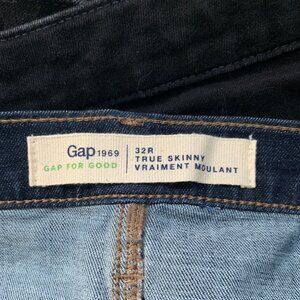 Gap 1969
GAP FOR GOOD
32R
TRUE SKINNY
VRAIMENT MOULANT